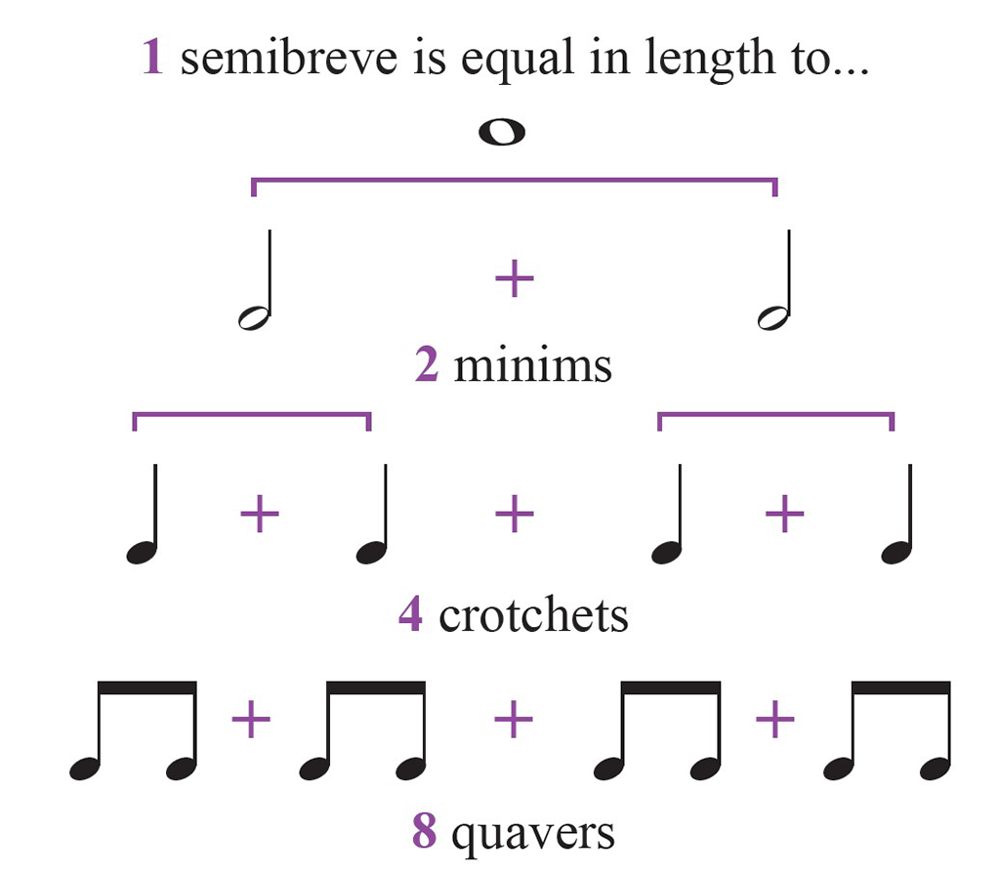 1 semibreve is equal in length to...
+
2 minims
+ + +
4 crotchets
+ + +
8 quavers